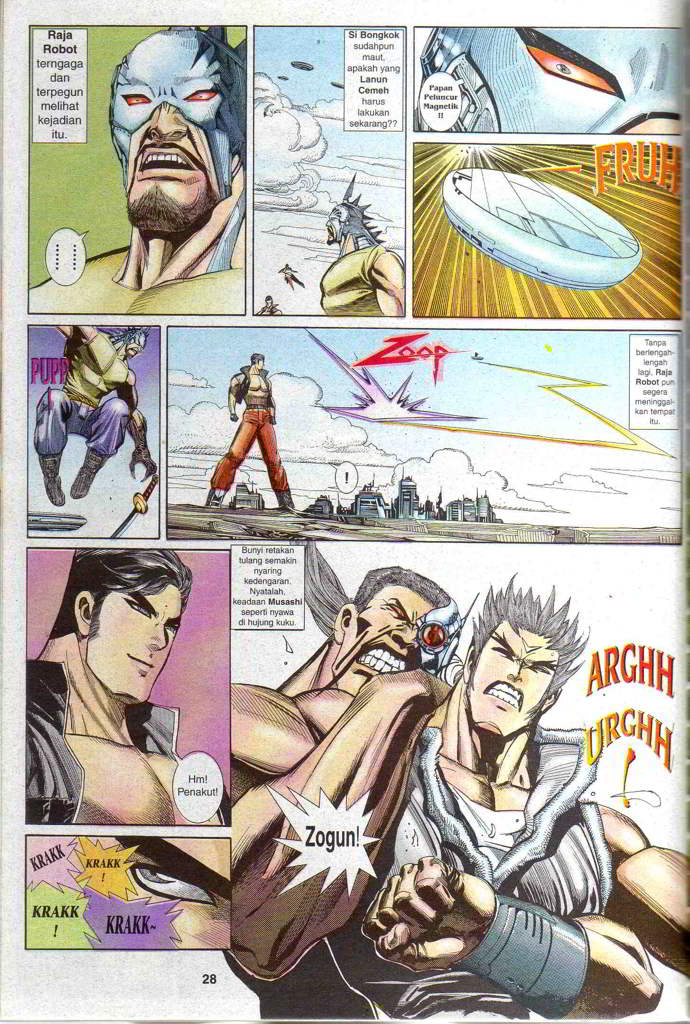 Raja
Robot
terngaga
dan
terpegun
melihat
kejadian
itu.
Si Bongkok
sudahpun
maut,
apakah yang
Lanun
Cemeh
harus
lakukan
sekarang??
Papan
Peluncur
Magnetik
!!
FRUH
PUPP
!
Zoop
!
Tanpa
berlengah-
lengah
lagi, Raja
Robot pun
segera
meninggal-
kan tempat
itu.
Hm!
Penakut!
Bunyi retakan
tulang semakin
nyaring
kedengaran.
Nyatalah,
keadaan Musashi
seperti nyawa
di hujung kuku.
ARGHH
URGHH
!
Zogun!
KRAKK
KRAKK
!
KRAKK
!
KRAKK~
28